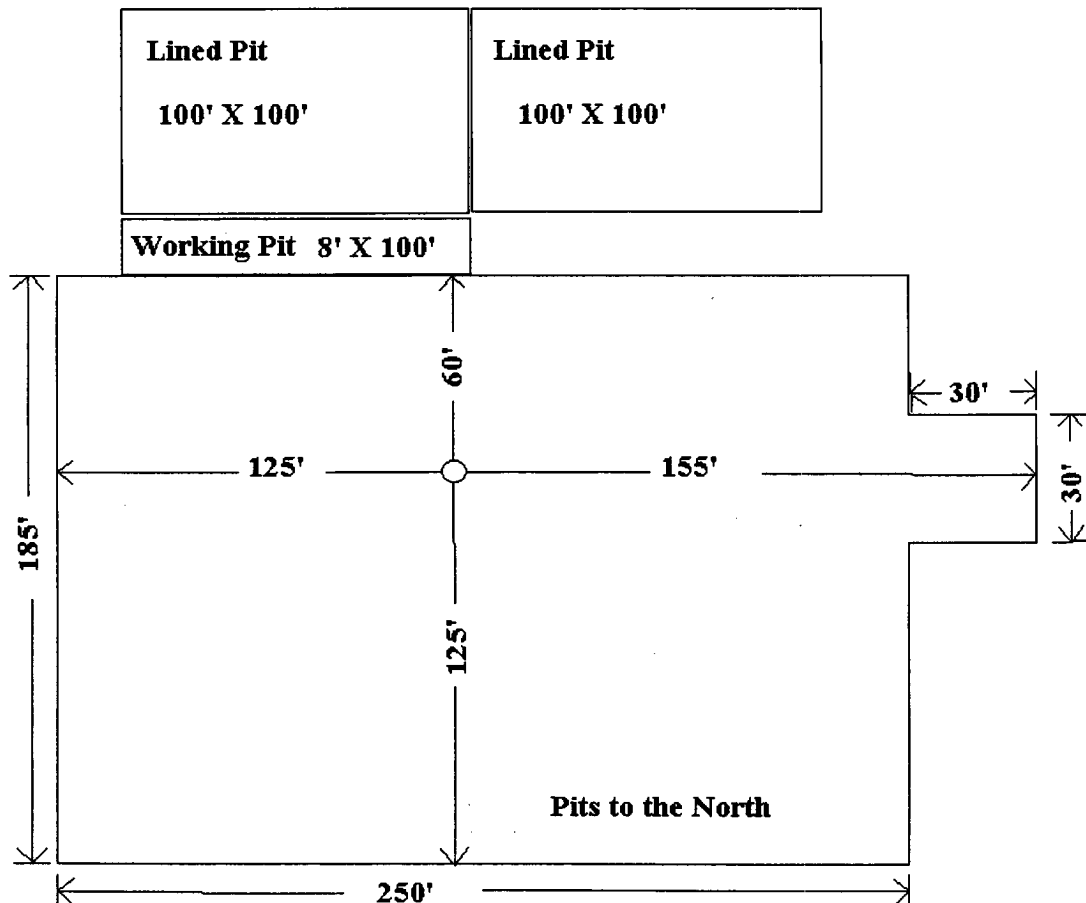 Lined Pit
100' X 100'
Lined Pit
100' X 100'
Working Pit 8' X 100'
60'
30'
125'
155'
30'
185'
125'
Pits to the North
250'